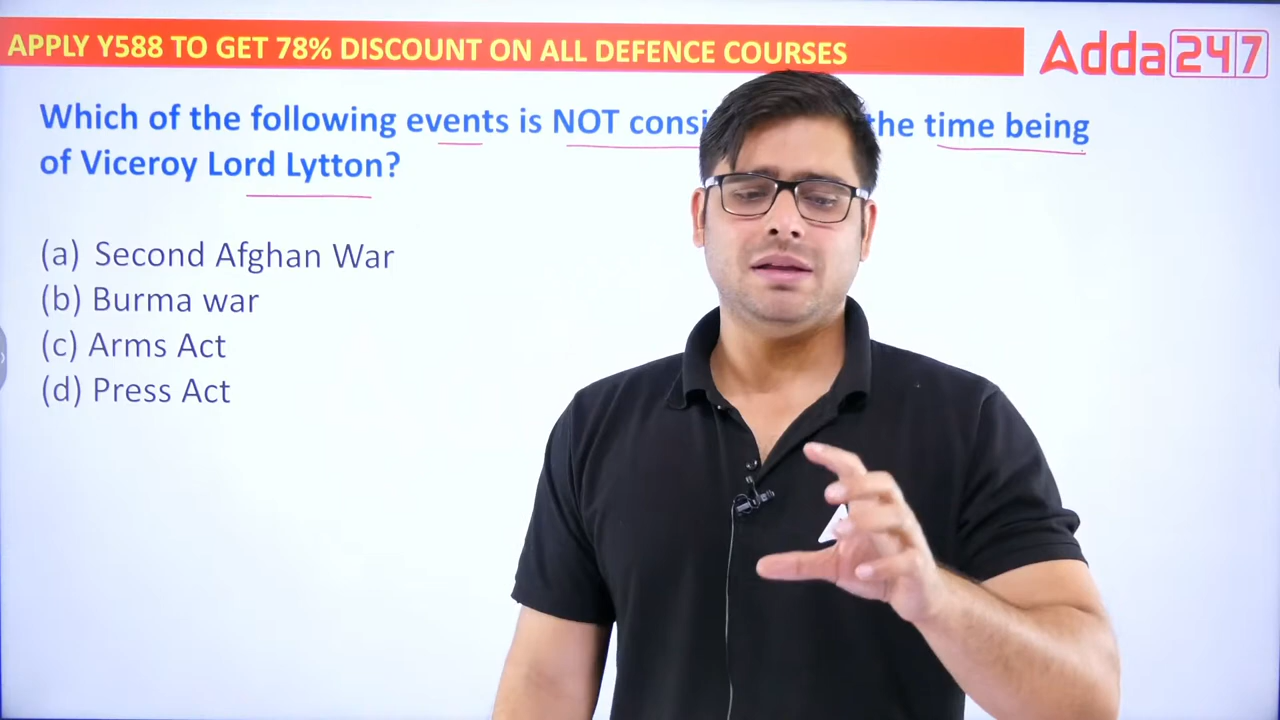 APPLY Y588 TO GET 78% DISCOUNT ON ALL DEFENCE COURSES
Adda247
Which of the following events is NOT the time being
of Viceroy Lord Lytton?
(a) Second Afghan War
(b) Burma war
(c) Arms Act
(d) Press Act